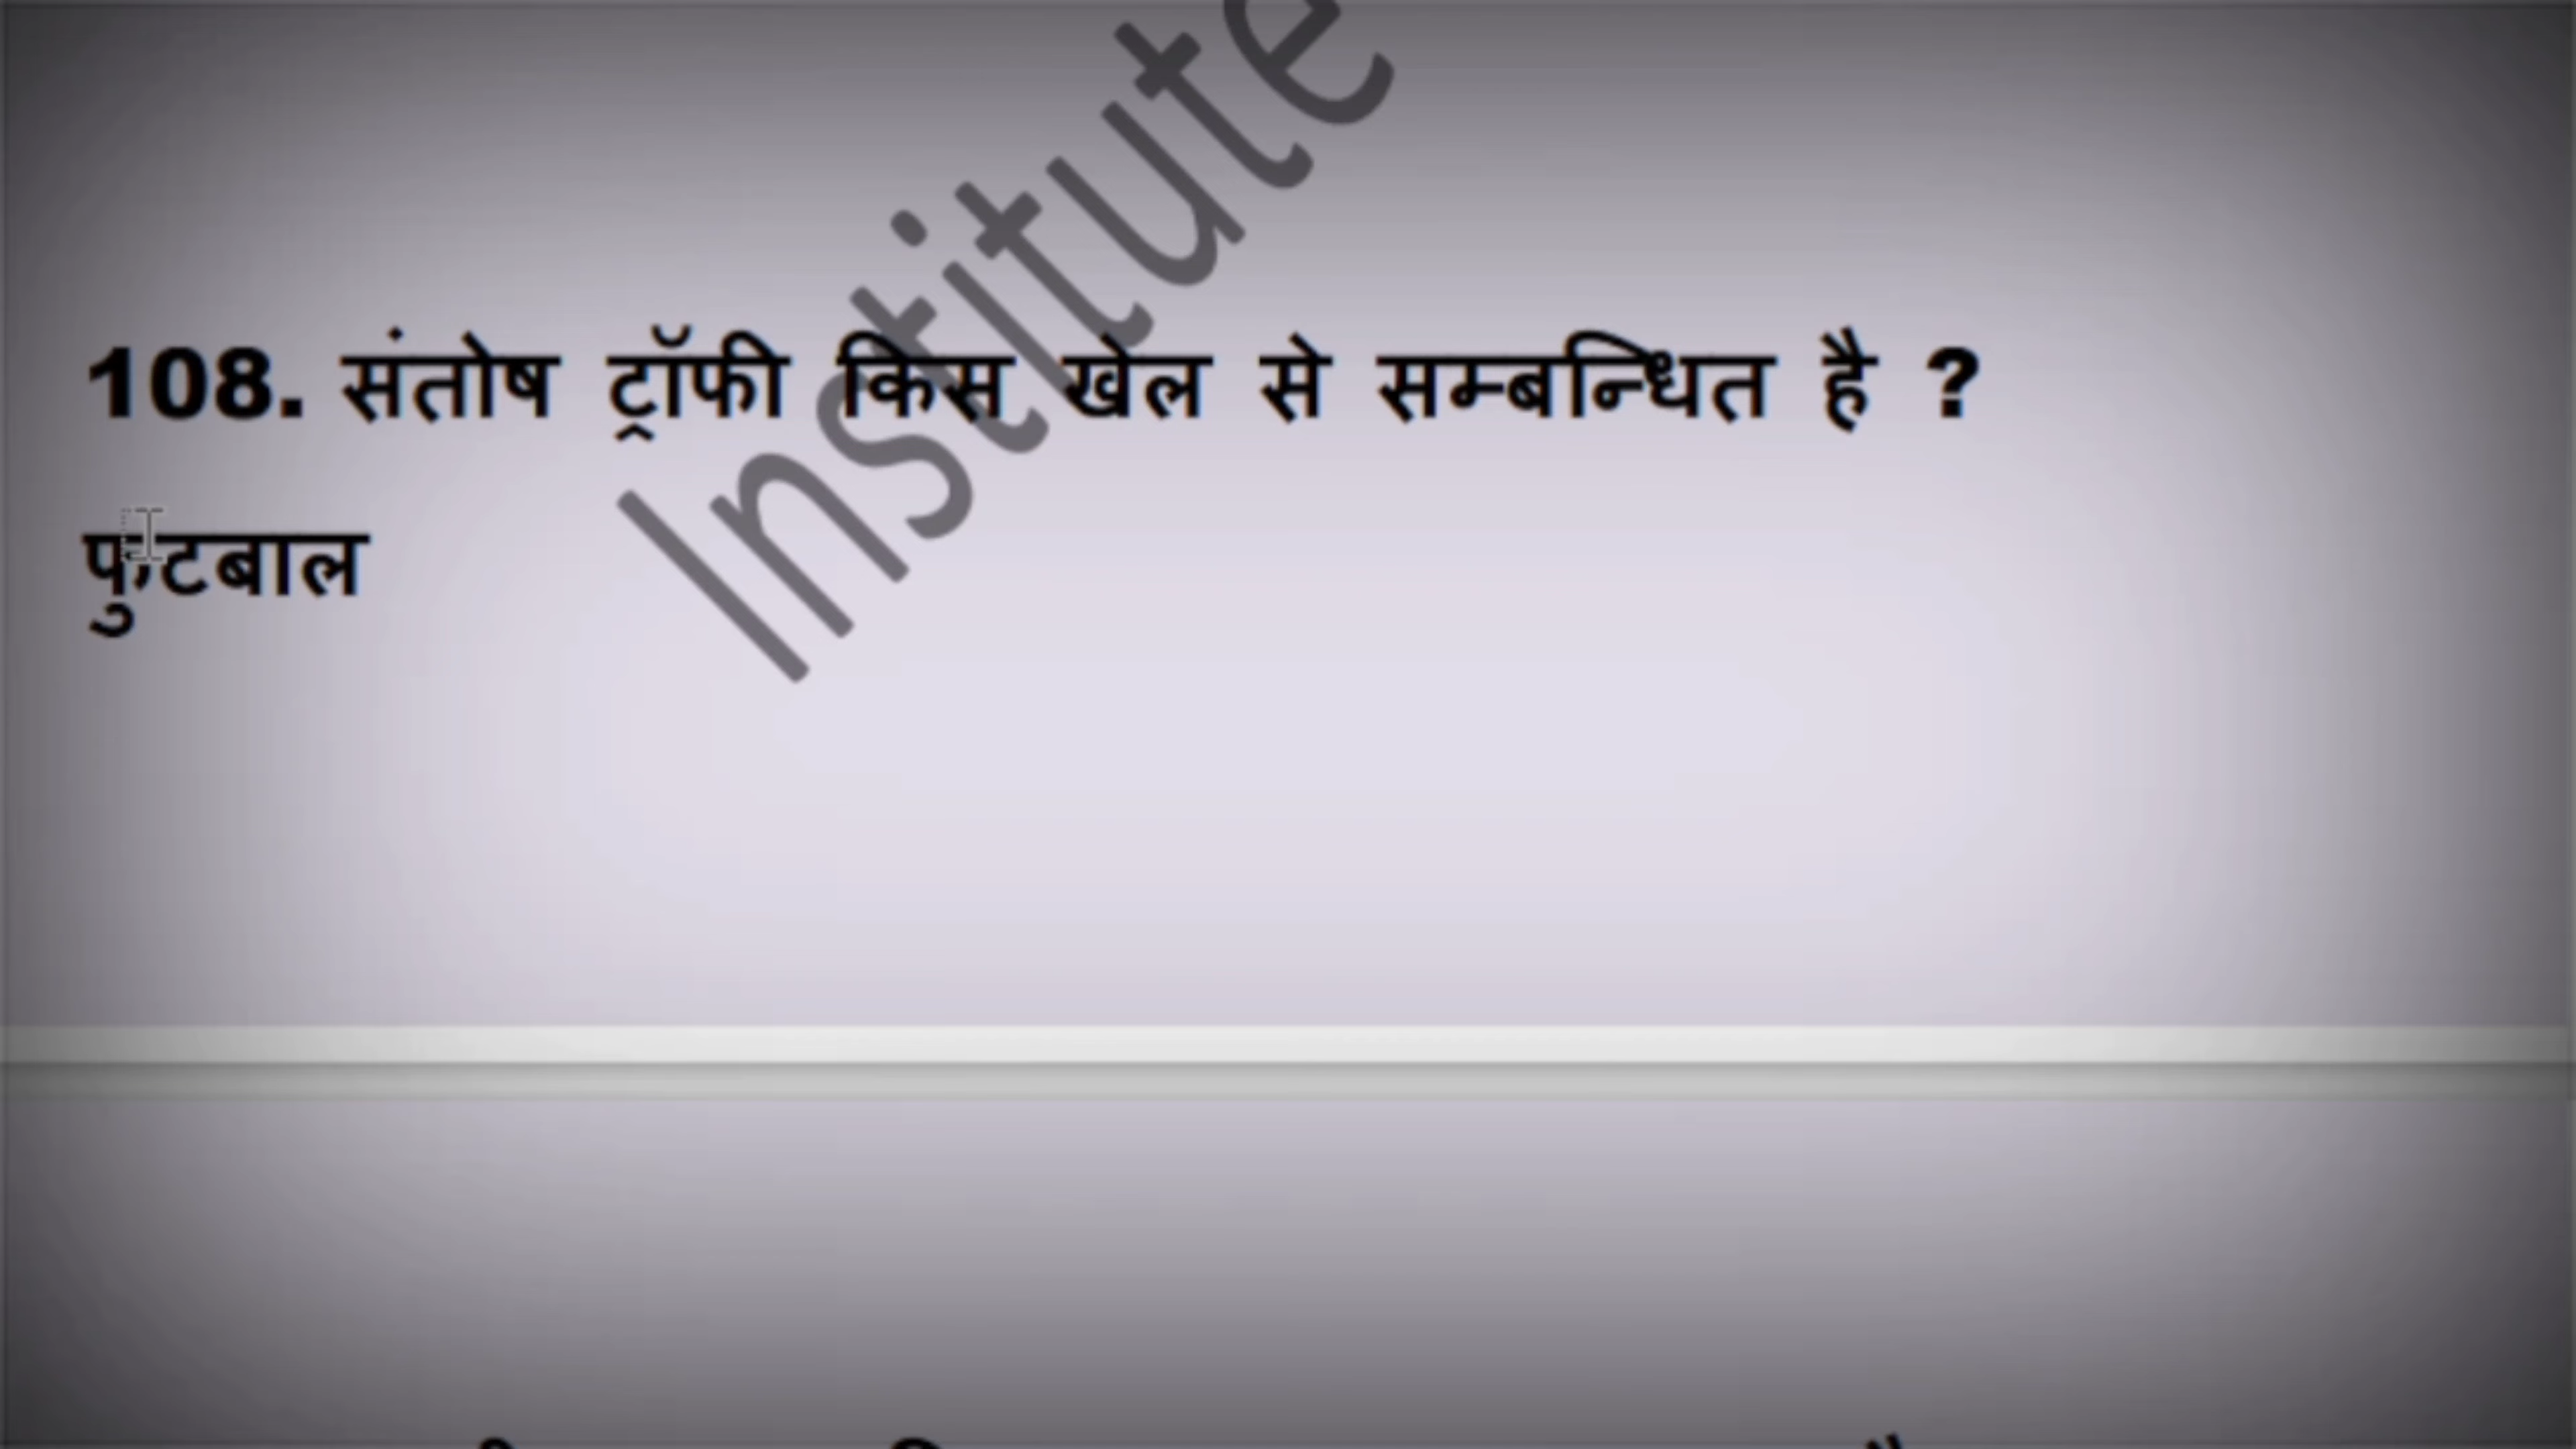 Institute
108. संतोष ट्रॉफी किस खेल से सम्बन्धित है ?
फुटबाल